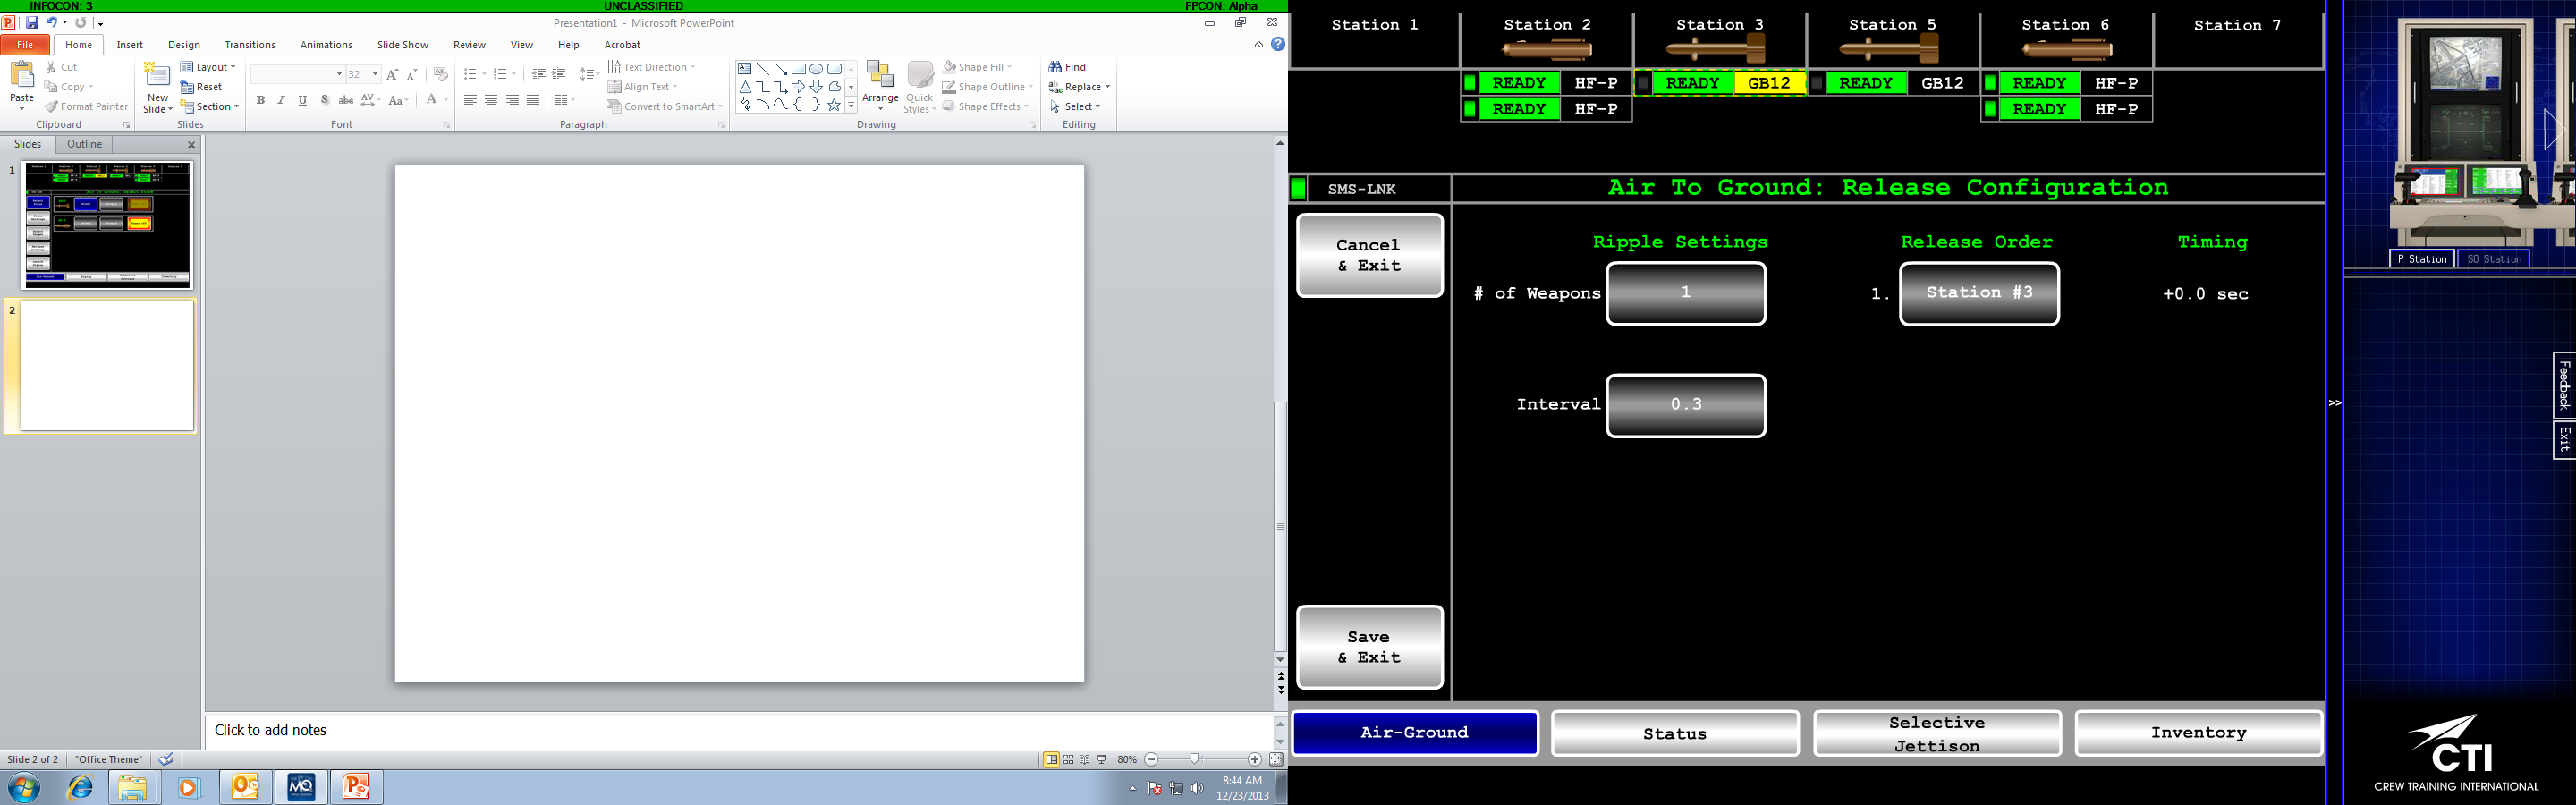 INFOCON: 3 UNCLASSIFIED FPCON: Alpha
Presentation1 - Microsoft PowerPoint
File Home Insert Design Transitions Animations Slide Show Review View Help Acrobat
Paste
Cut
Copy
Format Painter
Clipboard
New Slide
Layout
Reset
Section
Slides
32
B I U S abc AV Aa A
Font
Text Direction
Align Text
Convert to SmartArt
Paragraph
Arrange
Quick Styles
Shape Fill
Shape Outline
Shape Effects
Drawing
Find
Replace
Select
Editing
Slides Outline
1
2
Click to add notes
Slide 2 of 2 "Office Theme" 80%
8:44 AM
12/23/2013
Station 1 Station 2 Station 3 Station 5 Station 6 Station 7
READY HF-P READY GB12 READY GB12 READY HF-P
READY HF-P READY HF-P
SMS-LNK Air To Ground: Release Configuration
Cancel
& Exit
Ripple Settings Release Order Timing
# of Weapons 1 1. Station #3 +0.0 sec
Interval 0.3
Save
& Exit
Air-Ground Status Selective Jettison Inventory
P Station SO Station
>>
Feedback
Exit
CTI
CREW TRAINING INTERNATIONAL